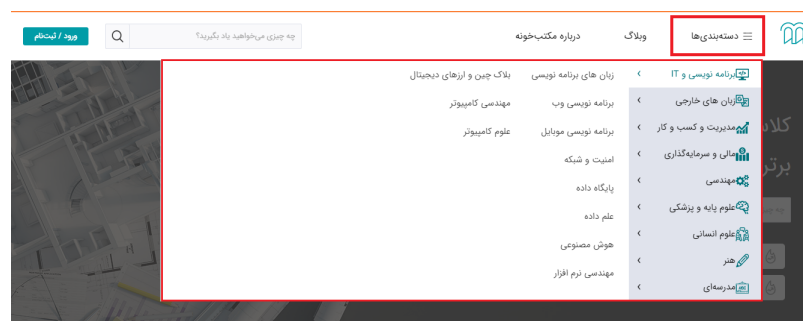 دسته‌بندی‌ها
وبلاگ
درباره مکتب‌خونه
چه چیزی می‌خواهید یاد بگیرید؟
ورود / ثبت‌نام
برنامه نویسی و IT
زبان های خارجی
مدیریت و کسب و کار
مالی و سرمایه‌گذاری
مهندسی
علوم پایه و پزشکی
علوم انسانی
هنر
مدرسه‌ای
زبان های برنامه نویسی
برنامه نویسی وب
برنامه نویسی موبایل
امنیت و شبکه
پایگاه داده
علم داده
هوش مصنوعی
مهندسی نرم افزار
بلاک چین و ارزهای دیجیتال
مهندسی کامپیوتر
علوم کامپیوتر
کلاس
برتر